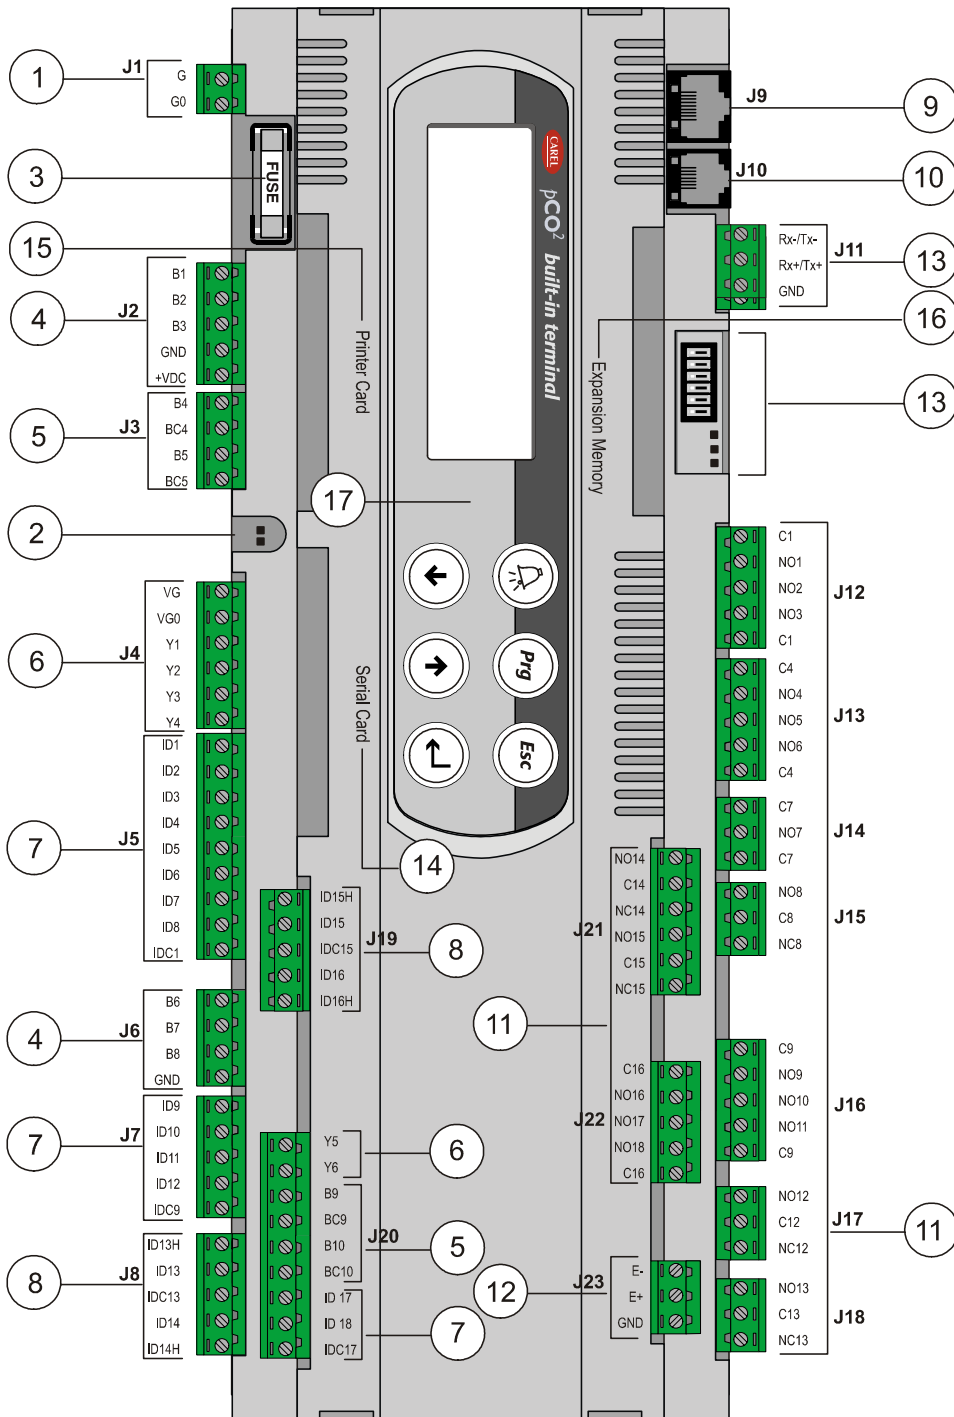 1
J1
G
G0
3
FUSE
15
Printer Card
4
J2
B1
B2
B3
GND
+VDC
5
J3
B4
BC4
B5
BC5
2
6
J4
VG
VG0
Y1
Y2
Y3
Y4
7
J5
ID1
ID2
ID3
ID4
ID5
ID6
ID7
ID8
IDC1
4
J6
B6
B7
B8
GND
7
J7
ID9
ID10
ID11
ID12
IDC9
8
J8
ID13H
ID13
IDC13
ID14
ID14H
CAREL
pCO² built-in terminal
17
Prg
Esc
Serial Card
14
ID15H
ID15
IDC15
ID16
ID16H
J19
8
Y5
Y6
6
B9
BC9
B10
BC10
J20
5
ID 17
ID 18
IDC17
7
J9
9
J10
10
Rx-/Tx-
Rx+/Tx+
GND
J11
13
16
Expansion Memory
13
C1
NO1
NO2
NO3
C1
J12
C4
NO4
NO5
NO6
C4
J13
C7
NO7
C7
J14
NO8
C8
NC8
J15
NO14
C14
NC14
NO15
C15
NC15
J21
11
C16
NO16
NO17
NO18
C16
J22
12
J23
E-
E+
GND
C9
NO9
NO10
NO11
C9
J16
NO12
C12
NC12
J17
11
NO13
C13
NC13
J18